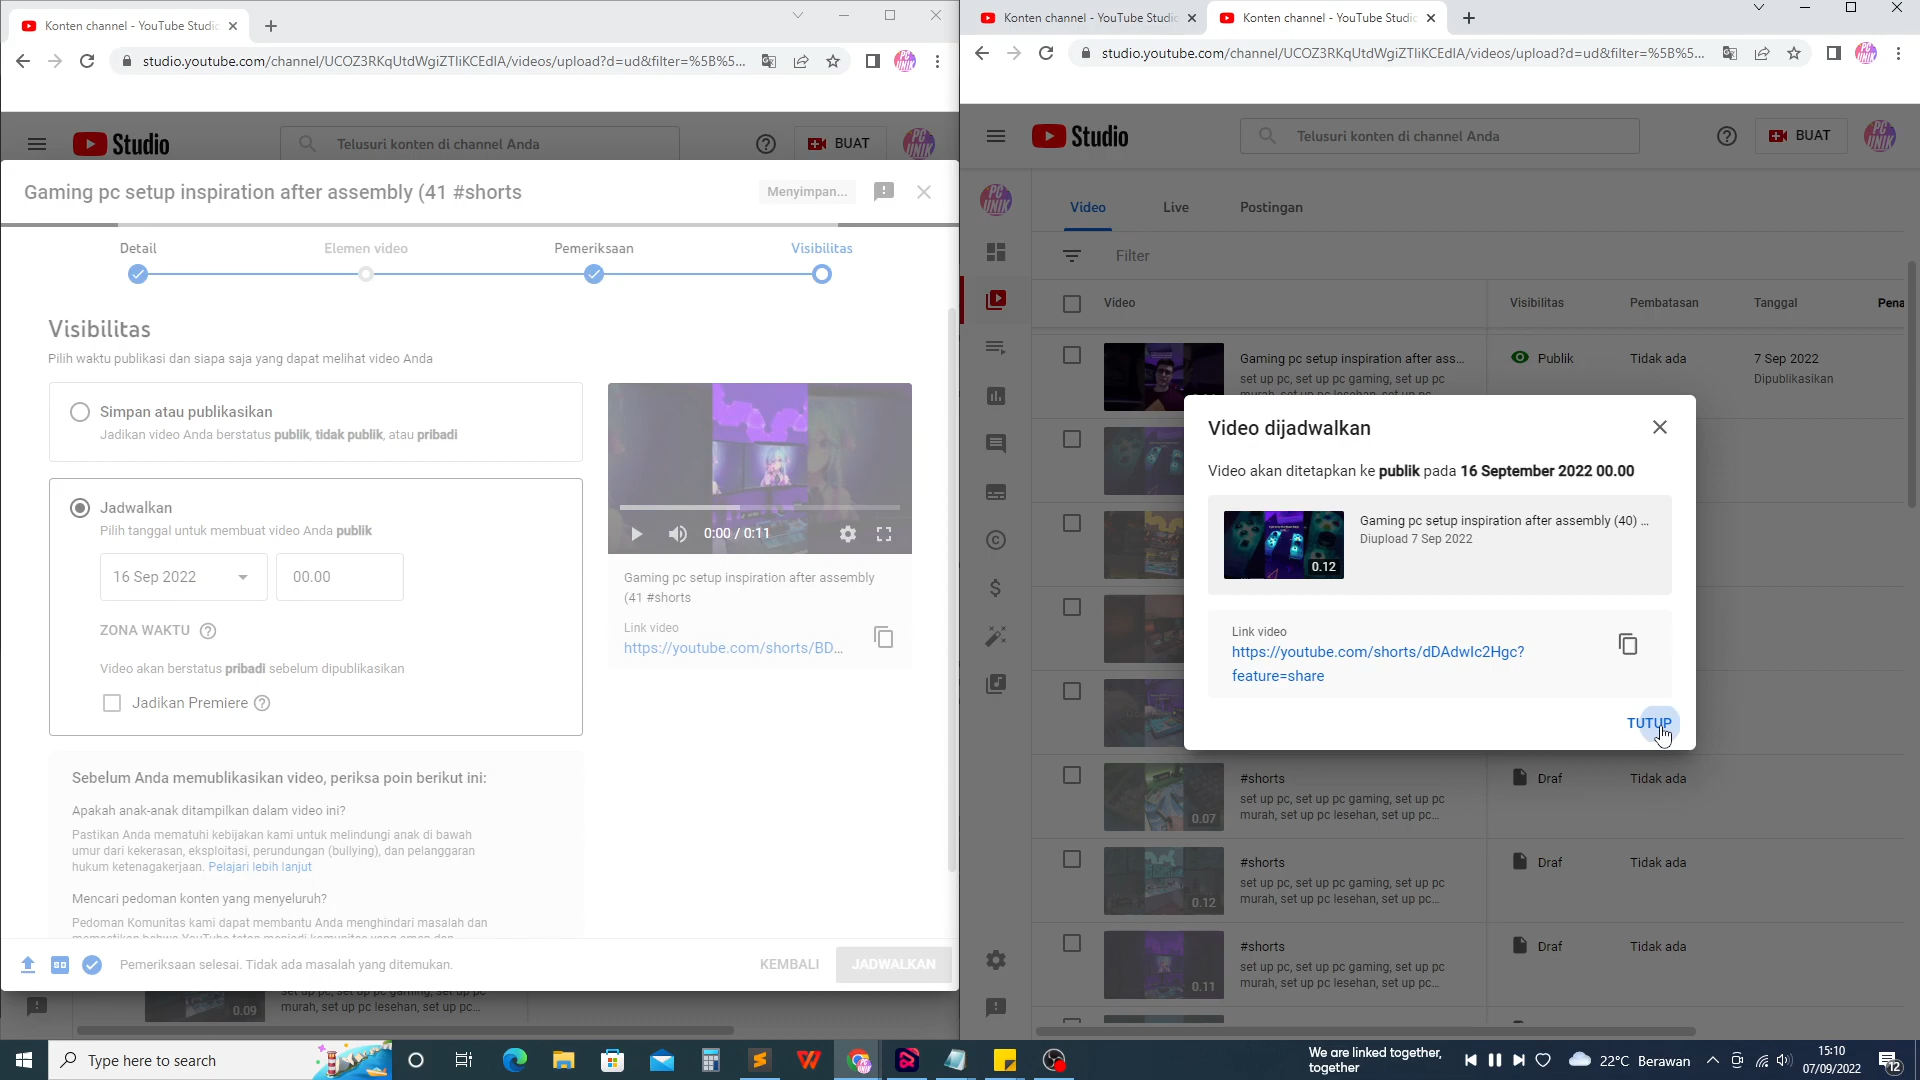 Konten channel - YouTube Studio
studio.youtube.com/channel/UCOZ3RKqUtdWgiZTIiKCEdIA/videos/upload?d=ud&filter=%5B%5...
Studio
Telusuri konten di channel Anda
BUAT
Gaming pc setup inspiration after assembly (41 #shorts
Menyimpan...
Detail
Elemen video
Pemeriksaan
Visibilitas
Visibilitas
Pilih waktu publikasi dan siapa saja yang dapat melihat video Anda
Simpan atau publikasikan
Jadikan video Anda berstatus publik, tidak publik, atau pribadi
Jadwalkan
Pilih tanggal untuk membuat video Anda publik
16 Sep 2022
00.00
ZONA WAKTU
Video akan berstatus pribadi sebelum dipublikasikan
Jadikan Premiere
0:00 / 0:11
Gaming pc setup inspiration after assembly
(41 #shorts
Link video
https://youtube.com/shorts/BD...
Sebelum Anda memublikasikan video, periksa poin berikut ini:
Apakah anak-anak ditampilkan dalam video ini?
Pastikan Anda mematuhi kebijakan kami untuk melindungi anak di bawah
umur dari kekerasan, eksploitasi, perundungan (bullying), dan pelanggaran
hukum ketenagakerjaan. Pelajari lebih lanjut
Mencari pedoman konten yang menyeluruh?
Pedoman Komunitas kami dapat membantu Anda menghindari masalah dan
Pemeriksaan selesai. Tidak ada masalah yang ditemukan.
KEMBALI
JADWALKAN
0.09
murah, set up pc lesehan, set up pc...
Konten channel - YouTube Studio
Konten channel - YouTube Studio
studio.youtube.com/channel/UCOZ3RKqUtdWgiZTIiKCEdIA/videos/upload?d=ud&filter=%5B%5...
Studio
Telusuri konten di channel Anda
BUAT
PC UNIK
Video
Live
Postingan
Filter
Video
Visibilitas
Pembatasan
Tanggal
Pena
Gaming pc setup inspiration after ass...
set up pc, set up pc gaming, set up pc
Publik
Tidak ada
7 Sep 2022
Dipublikasikan
Video dijadwalkan
Video akan ditetapkan ke publik pada 16 September 2022 00.00
0.12
Gaming pc setup inspiration after assembly (40) ...
Diupload 7 Sep 2022
Link video
https://youtube.com/shorts/dDAdwlc2Hgc?
feature=share
TUTUP
0.07
#shorts
set up pc, set up pc gaming, set up pc
murah, set up pc lesehan, set up pc...
Draf
Tidak ada
0.12
#shorts
set up pc, set up pc gaming, set up pc
murah, set up pc lesehan, set up pc...
Draf
Tidak ada
0.11
#shorts
set up pc, set up pc gaming, set up pc
murah, set up pc lesehan, set up pc...
Draf
Tidak ada
Type here to search
We are linked together,
together
22°C Berawan
15:10
07/09/2022
12